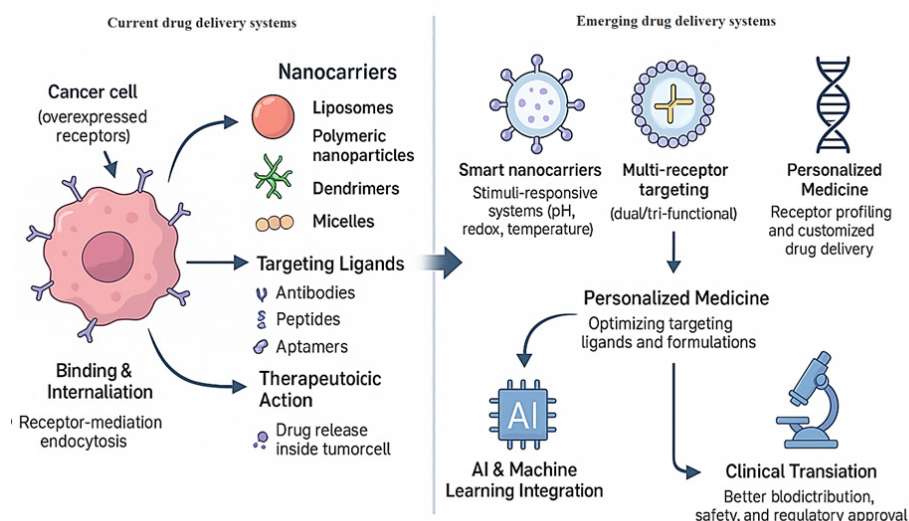 Current drug delivery systems
Cancer cell
(overexpressed
receptors)
Nanocarriers
Liposomes
Polymeric
nanoparticles
Dendrimers
Micelles
Targeting Ligands
Antibodies
Peptides
Aptamers
Binding &
Internaliation
Receptor-mediation
endocytosis
Therapeutoicic
Action
Drug release
inside tumorcell
Emerging drug delivery systems
Smart nanocarriers
Stimuli-responsive
systems (pH,
redox, temperature)
Multi-receptor
targeting
(dual/tri-functional)
Personalized
Medicine
Receptor profiling
and customized
drug delivery
Personalized Medicine
Optimizing targeting
ligands and formulations
AI
AI & Machine
Learning Integration
Clinical Transiation
Better blodictribution,
safety, and regulatory approval